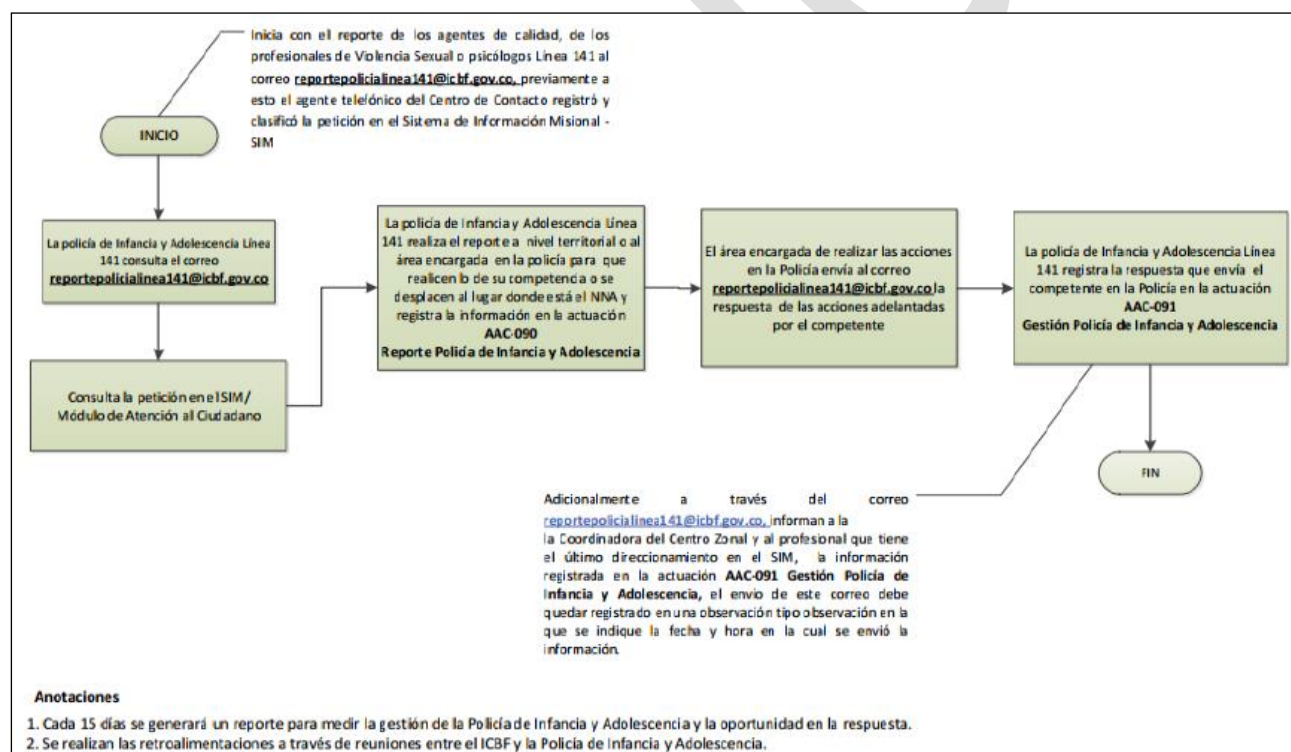 Inicia con el reporte de los agentes de calidad, de los
profesionales de Violencia Sexual o psicólogos Línea 141 al
correo reportepolicialinea141@icbf.gov.co, previamente a
esto el agente telefónico del Centro de Contacto registró y
clasificó la petición en el Sistema de Información Misional -
SIM
INICIO
La policía de Infancia y Adolescencia Línea
141 consulta el correo
reportepolicialinea141@icbf.gov.co
Consulta la petición en el SIM/
Módulo de Atención al Ciudadano
La policía de Infancia y Adolescencia Línea
141 realiza el reporte a nivel territorial o al
área encargada en la policía para que
realicen lo de su competencia o se
desplacen al lugar donde está el NNA y
registra la información en la actuación
AAC-090
Reporte Policía de Infancia y Adolescencia
El área encargada de realizar las acciones
en la Policía envía al correo
reportepolicialinea141@icbf.gov.co la
respuesta de las acciones adelantadas
por el competente
La policía de Infancia y Adolescencia Línea
141 registra la respuesta que envía el
competente en la Policía en la actuación
AAC-091
Gestión Policía de Infancia y Adolescencia
FIN
Adicionalmente a través del correo
reportepolicialinea141@icbf.gov.co, informan a la
la Coordinadora del Centro Zonal y al profesional que tiene
el último direccionamiento en el SIM, la información
registrada en la actuación AAC-091 Gestión Policía de
Infancia y Adolescencia, el envio de este correo debe
quedar registrado en una observación tipo observación en la
que se indique la fecha y hora en la cual se envió la
información.
Anotaciones
1. Cada 15 días se generará un reporte para medir la gestión de la Policía de Infancia y Adolescencia y la oportunidad en la respuesta.
2. Se realizan las retroalimentaciones a través de reuniones entre el ICBF y la Policía de Infancia y Adolescencia.